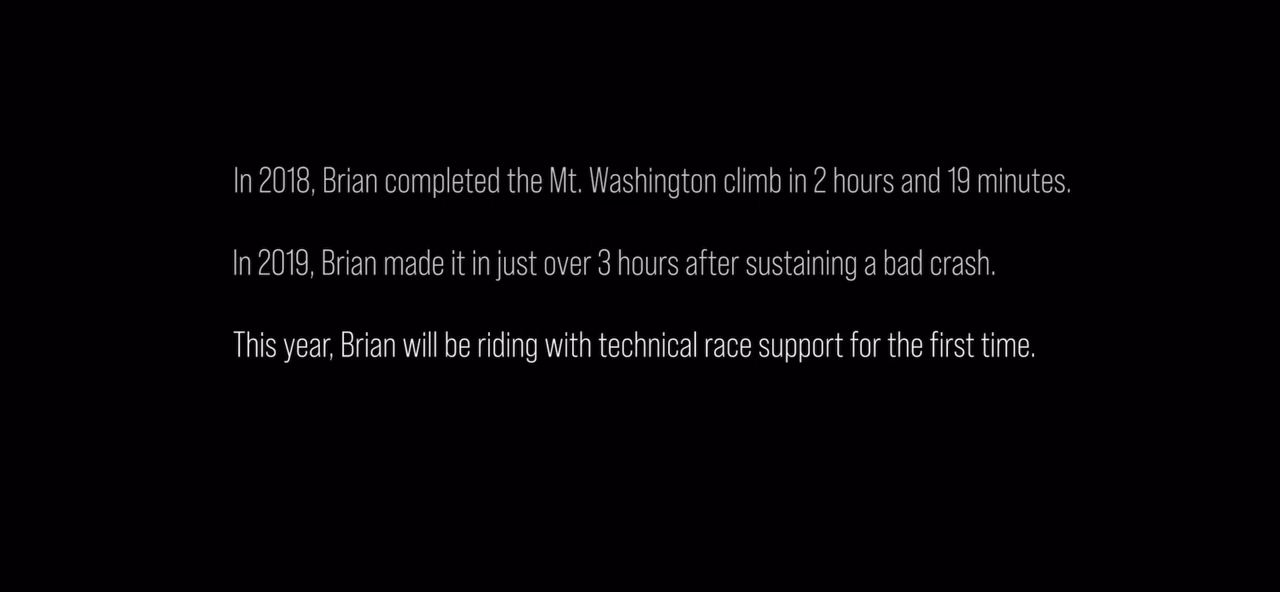 In 2018, Brian completed the Mt. Washington climb in 2 hours and 19 minutes.
In 2019, Brian made it in just over 3 hours after sustaining a bad crash.
This year, Brian will be riding with technical race support for the first time.